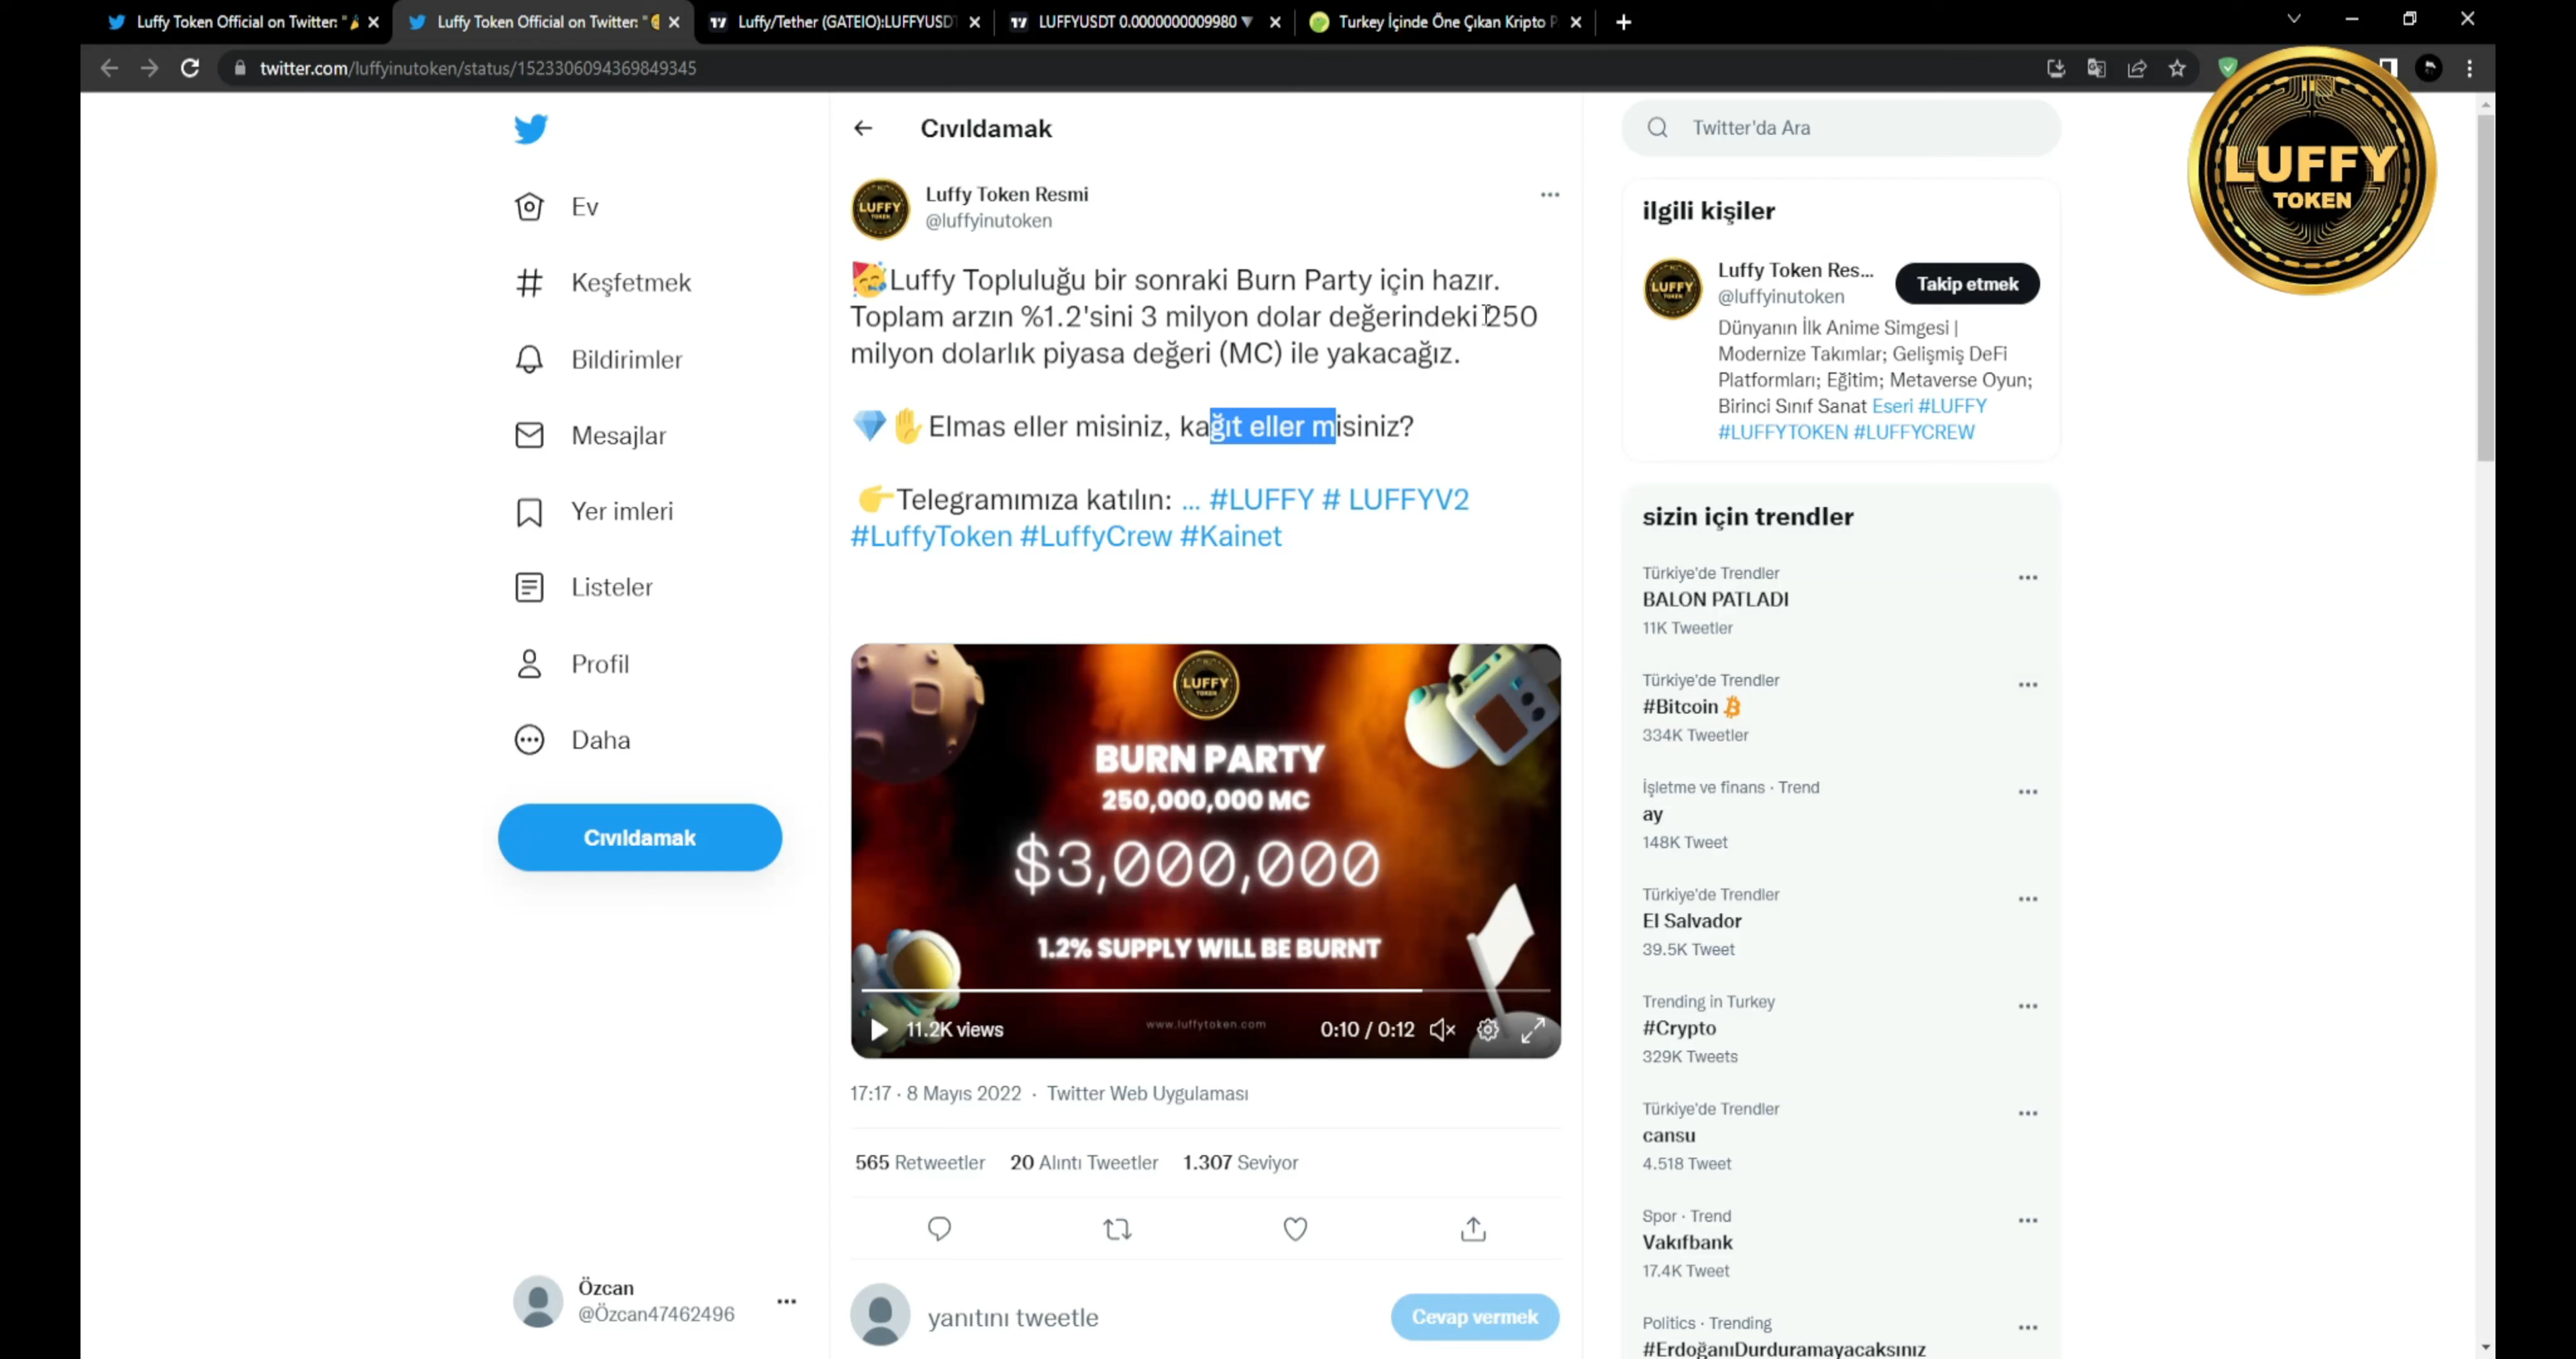 Luffy Token Official on Twitter: "
Luffy Token Official on Twitter: "
Luffy/Tether (GATEIO):LUFFYUSDT
LUFFYUSDT 0.0000000009980 ▼
Turkey İçinde Öne Çıkan Kripto P
twitter.com/luffyinutoken/status/1523306094369849345
LUFFY
TOKEN
Ev
Keşfetmek
Bildirimler
Mesajlar
Yer imleri
Listeler
Profil
Daha
Cıvıldamak
Özcan
@Özcan47462496
Cıvıldamak
LUFFY
TOKEN
Luffy Token Resmi
@luffyinutoken
🥳Luffy Topluluğu bir sonraki Burn Party için hazır.
Toplam arzın %1.2'sini 3 milyon dolar değerindeki 250
milyon dolarlık piyasa değeri (MC) ile yakacağız.
💎✋Elmas eller misiniz, kağıt eller misiniz?
👉Telegramımıza katılın: ... #LUFFY # LUFFYV2
#LuffyToken #LuffyCrew #Kainet
LUFFY
TOKEN
BURN PARTY
250,000,000 MC
$3,000,000
1.2% SUPPLY WILL BE BURNT
www.luffytoken.com
11.2K views
0:10 / 0:12
17:17 · 8 Mayıs 2022 · Twitter Web Uygulaması
565 Retweetler 20 Alıntı Tweetler 1.307 Seviyor
yanıtını tweetle
Cevap vermek
Twitter'da Ara
ilgili kişiler
LUFFY
TOKEN
Luffy Token Res...
@luffyinutoken
Takip etmek
Dünyanın İlk Anime Simgesi |
Modernize Takımlar; Gelişmiş DeFi
Platformları; Eğitim; Metaverse Oyun;
Birinci Sınıf Sanat Eseri #LUFFY
#LUFFYTOKEN #LUFFYCREW
sizin için trendler
Türkiye'de Trendler
BALON PATLADI
11K Tweetler
Türkiye'de Trendler
#Bitcoin
334K Tweetler
İşletme ve finans · Trend
ay
148K Tweet
Türkiye'de Trendler
El Salvador
39.5K Tweet
Trending in Turkey
#Crypto
329K Tweets
Türkiye'de Trendler
cansu
4.518 Tweet
Spor · Trend
Vakıfbank
17.4K Tweet
Politics · Trending
#ErdoğanıDurduramayacaksınız